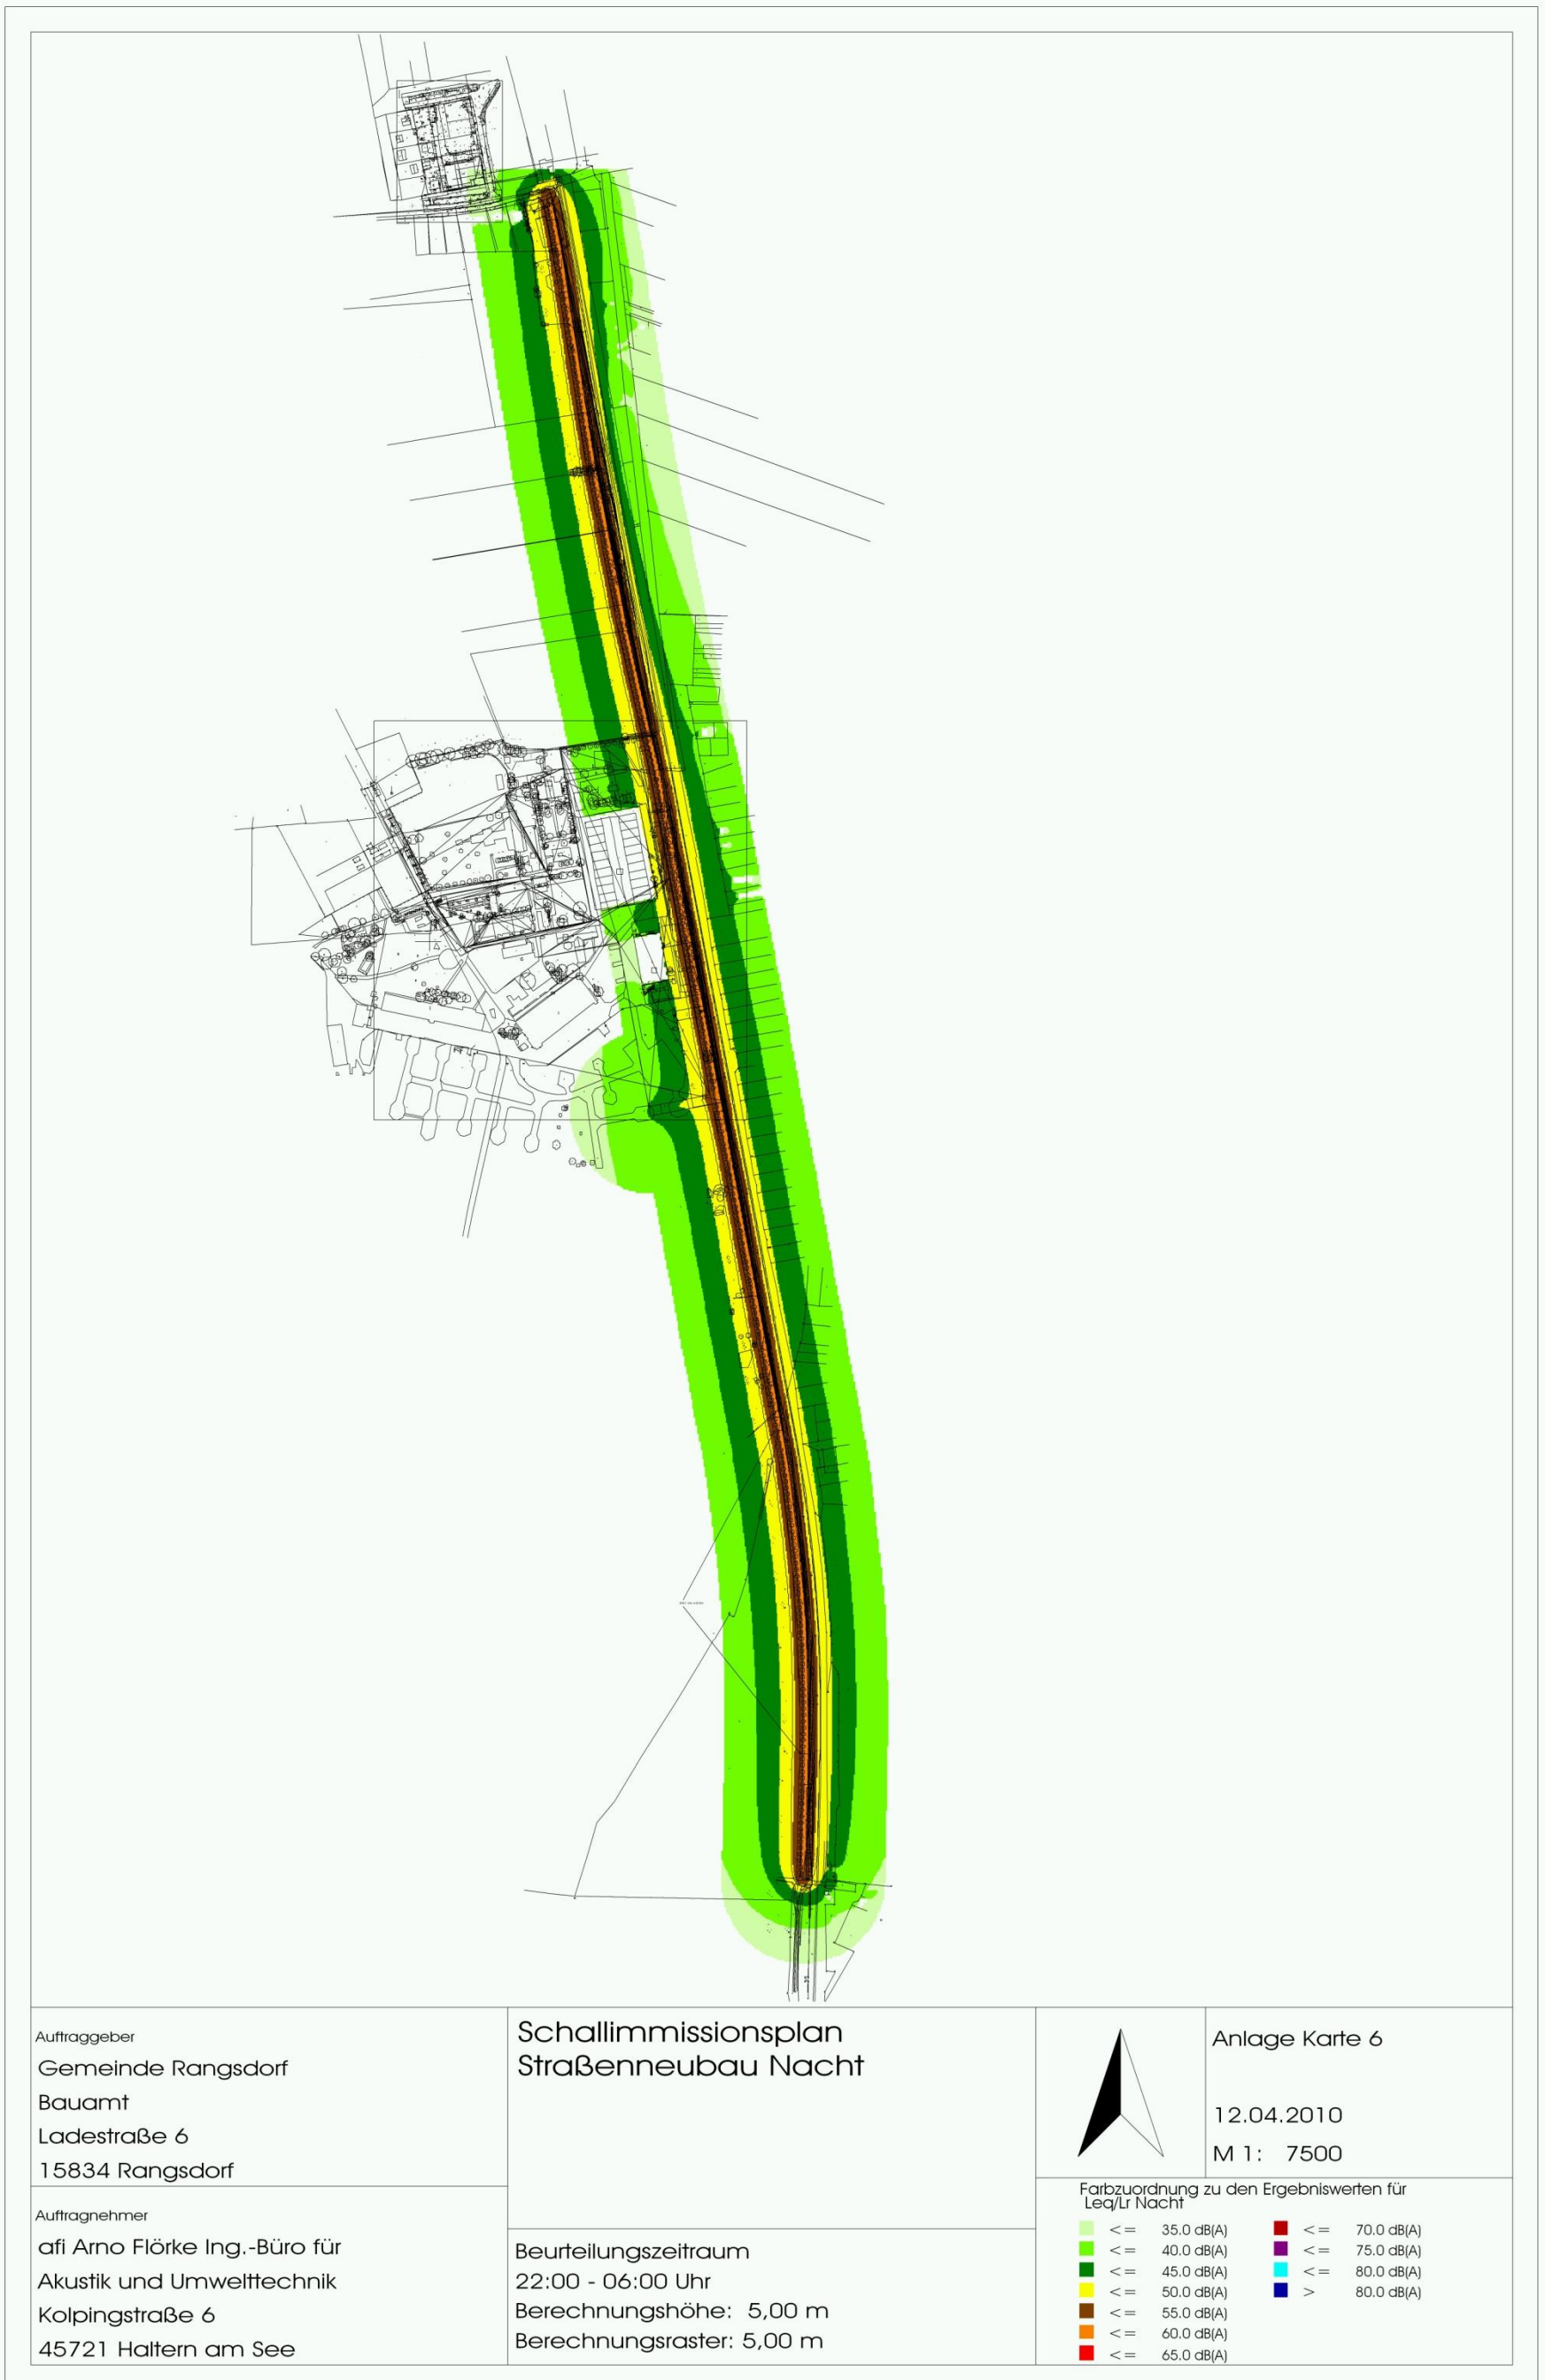 Auftraggeber
Gemeinde Rangsdorf
Bauamt
Ladestraße 6
15834 Rangsdorf
Auftragnehmer
afi Arno Flörke Ing.-Büro für
Akustik und Umwelttechnik
Kolpingstraße 6
45721 Haltern am See
Schallimmissionsplan
Straßenneubau Nacht
Beurteilungszeitraum
22:00 - 06:00 Uhr
Berechnungshöhe: 5,00 m
Berechnungsraster: 5,00 m
Anlage Karte 6
12.04.2010
M 1: 7500
Farbzuordnung zu den Ergebniswerten für
Leq/Lr Nacht
<= 35.0 dB(A)
<= 40.0 dB(A)
<= 45.0 dB(A)
<= 50.0 dB(A)
<= 55.0 dB(A)
<= 60.0 dB(A)
<= 65.0 dB(A)
<= 70.0 dB(A)
<= 75.0 dB(A)
<= 80.0 dB(A)
> 80.0 dB(A)